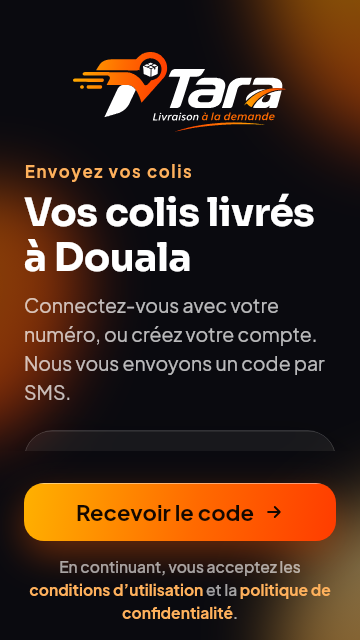 Tara
Livraison à la demande
Envoyez vos colis
Vos colis livrés
à Douala
Connectez-vous avec votre
numéro, ou créez votre compte.
Nous vous envoyons un code par
SMS.
Recevoir le code →
En continuant, vous acceptez les
conditions d’utilisation et la politique de
confidentialité.